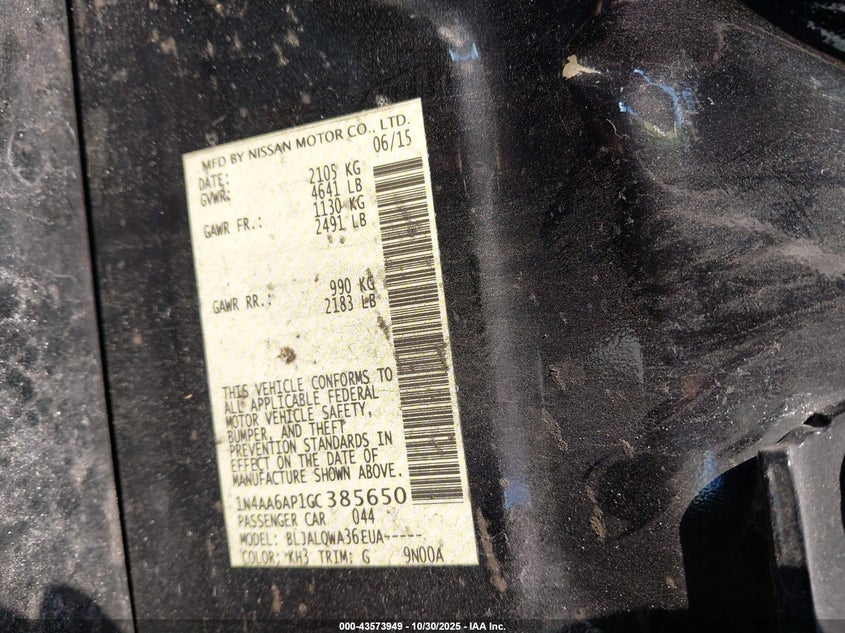 MFD BY NISSAN MOTOR CO., LTD.
DATE: 06/15
GVWR: 2105 KG
4641 LB
GAWR FR.: 1130 KG
2491 LB
GAWR RR.: 990 KG
2183 LB
THIS VEHICLE CONFORMS TO
ALL APPLICABLE FEDERAL
MOTOR VEHICLE SAFETY,
BUMPER, AND THEFT
PREVENTION STANDARDS IN
EFFECT ON THE DATE OF
MANUFACTURE SHOWN ABOVE.
1N4AA6AP1GC385650
PASSENGER CAR 044
MODEL: BLJALQWA36EUA-----
COLOR: KH3 TRIM: G 9N00A
000-43573949 - 10/30/2025 - IAA Inc.